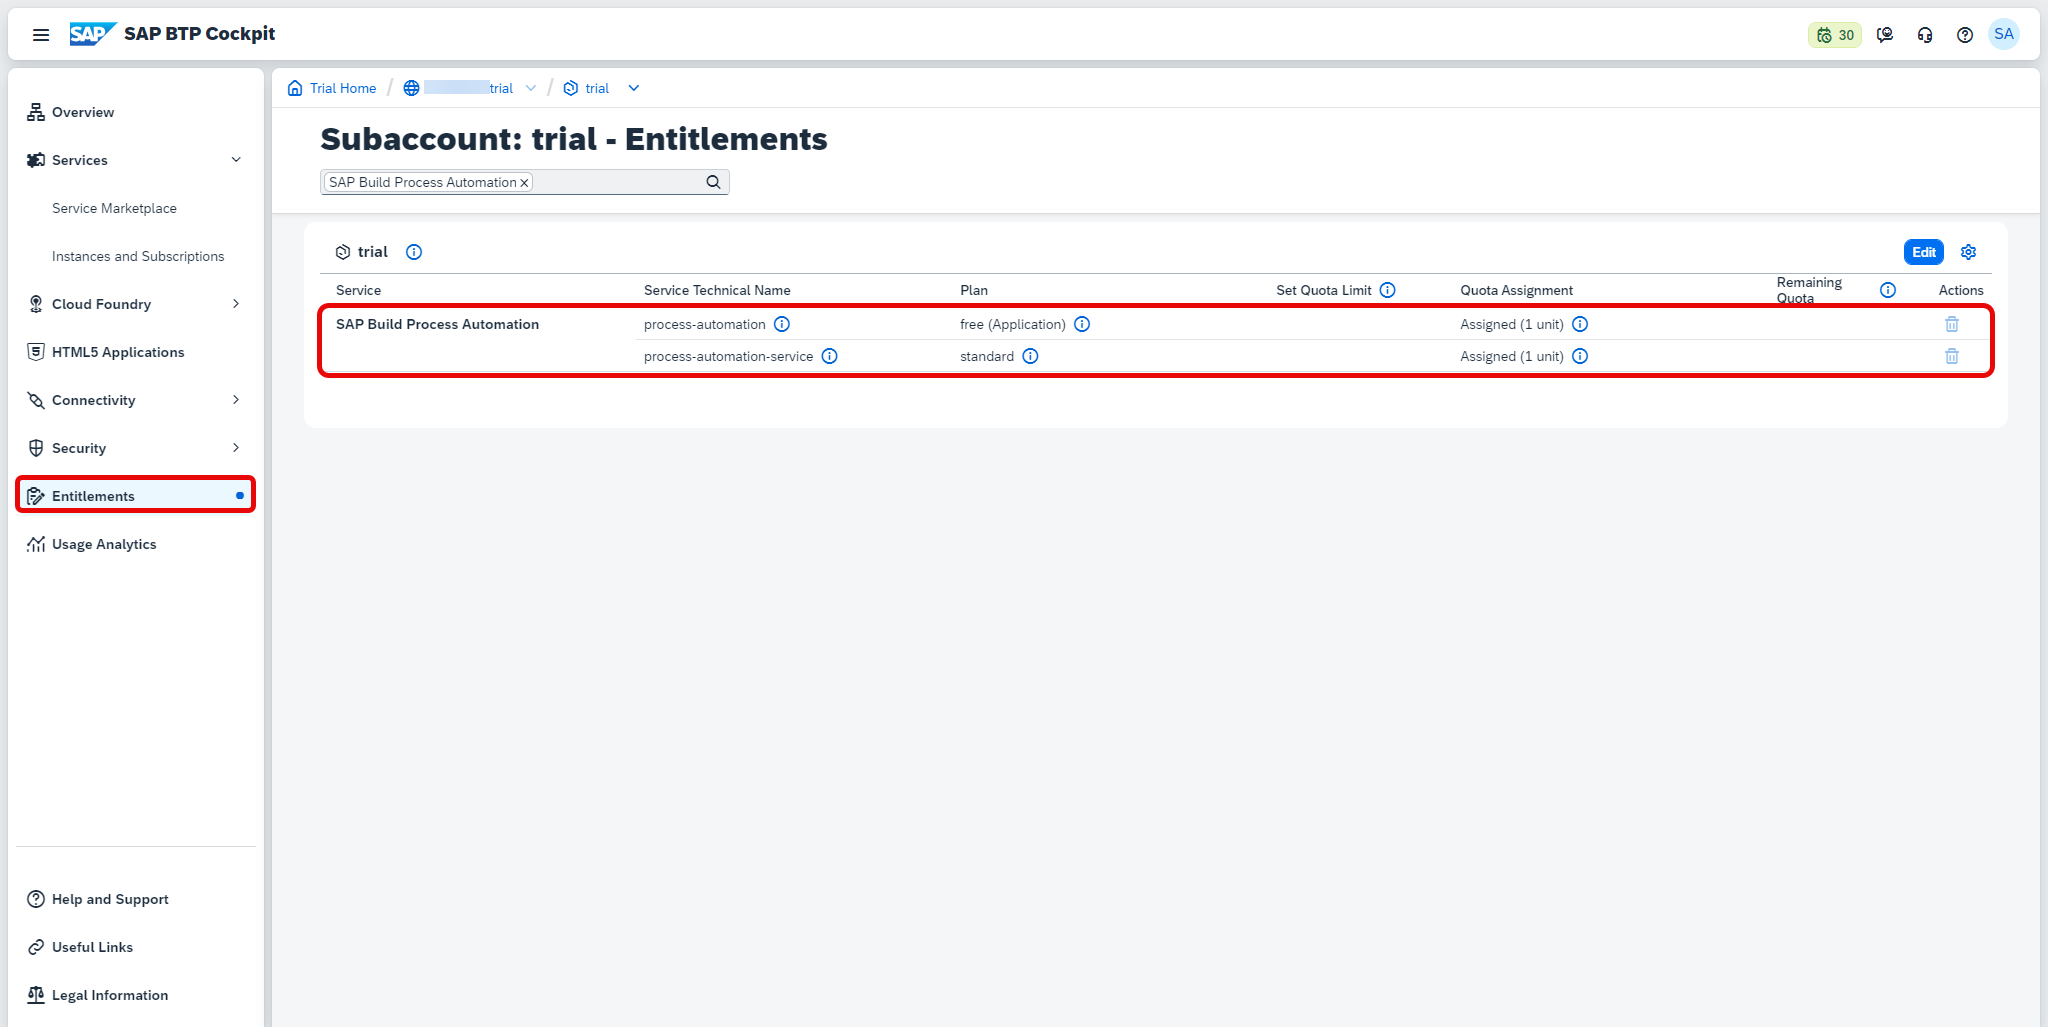 SAP SAP BTP Cockpit
30
SA
Overview
Services
Service Marketplace
Instances and Subscriptions
Cloud Foundry
HTML5 Applications
Connectivity
Security
Entitlements
Usage Analytics
Help and Support
Useful Links
Legal Information
Trial Home / trial / trial
Subaccount: trial - Entitlements
SAP Build Process Automation
trial
Edit
Service Service Technical Name Plan Set Quota Limit Quota Assignment Remaining Quota Actions
SAP Build Process Automation process-automation free (Application) Assigned (1 unit)
process-automation-service standard Assigned (1 unit)